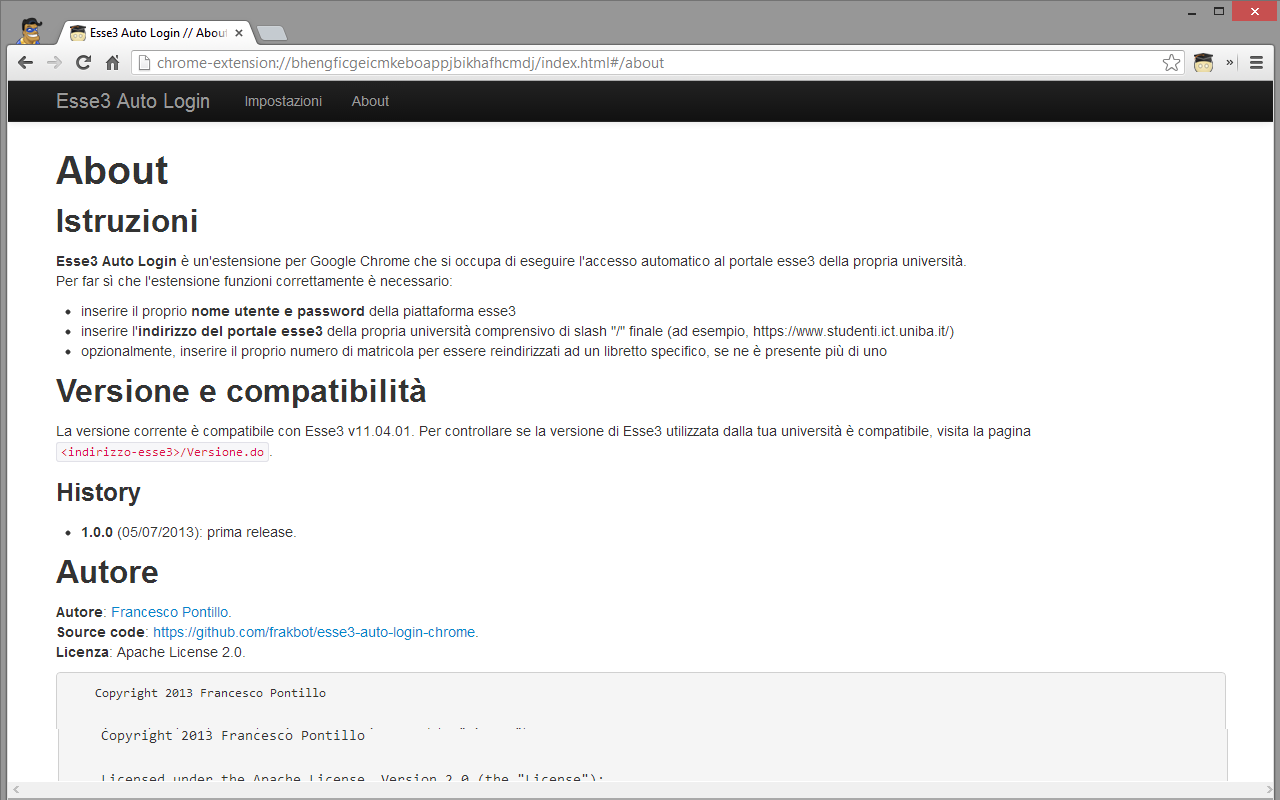 Esse3 Auto Login // Abou
chrome-extension://bhengficgeicmkeboappjbikhafhcmdj/index.html#/about
Esse3 Auto Login Impostazioni About
About
Istruzioni
Esse3 Auto Login è un'estensione per Google Chrome che si occupa di eseguire l'accesso automatico al portale esse3 della propria università.
Per far sì che l'estensione funzioni correttamente è necessario:
• inserire il proprio nome utente e password della piattaforma esse3
• inserire l'indirizzo del portale esse3 della propria università comprensivo di slash "/" finale (ad esempio, https://www.studenti.ict.uniba.it/)
• opzionalmente, inserire il proprio numero di matricola per essere reindirizzati ad un libretto specifico, se ne è presente più di uno
Versione e compatibilità
La versione corrente è compatibile con Esse3 v11.04.01. Per controllare se la versione di Esse3 utilizzata dalla tua università è compatibile, visita la pagina
<indirizzo-esse3>/Versione.do.
History
• 1.0.0 (05/07/2013): prima release.
Autore
Autore: Francesco Pontillo.
Source code: https://github.com/frakbot/esse3-auto-login-chrome.
Licenza: Apache License 2.0.
Copyright 2013 Francesco Pontillo
Copyright 2013 Francesco Pontillo
Licensed under the Apache License, Version 2.0 (the "License");